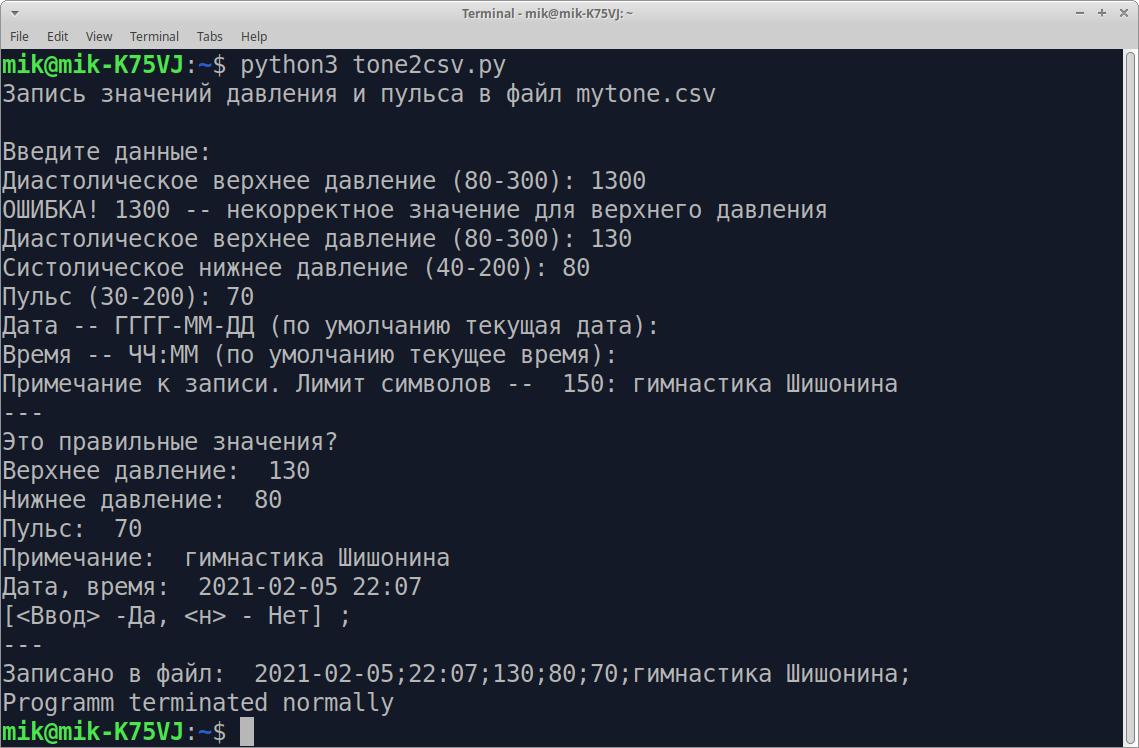 Terminal - mik@mik-K75VJ: ~
File Edit View Terminal Tabs Help
mik@mik-K75VJ:~$ python3 tone2csv.py
Запись значений давления и пульса в файл mytone.csv
Введите данные:
Диастолическое верхнее давление (80-300): 1300
ОШИБКА! 1300 -- некорректное значение для верхнего давления
Диастолическое верхнее давление (80-300): 130
Систолическое нижнее давление (40-200): 80
Пульс (30-200): 70
Дата -- ГГГГ-ММ-ДД (по умолчанию текущая дата):
Время -- ЧЧ:ММ (по умолчанию текущее время):
Примечание к записи. Лимит символов --  150: гимнастика Шишонина
---
Это правильные значения?
Верхнее давление:  130
Нижнее давление:  80
Пульс:  70
Примечание:  гимнастика Шишонина
Дата, время:  2021-02-05 22:07
[<Ввод> -Да, <н> - Нет] ;
---
Записано в файл:  2021-02-05;22:07;130;80;70;гимнастика Шишонина;
Programm terminated normally
mik@mik-K75VJ:~$